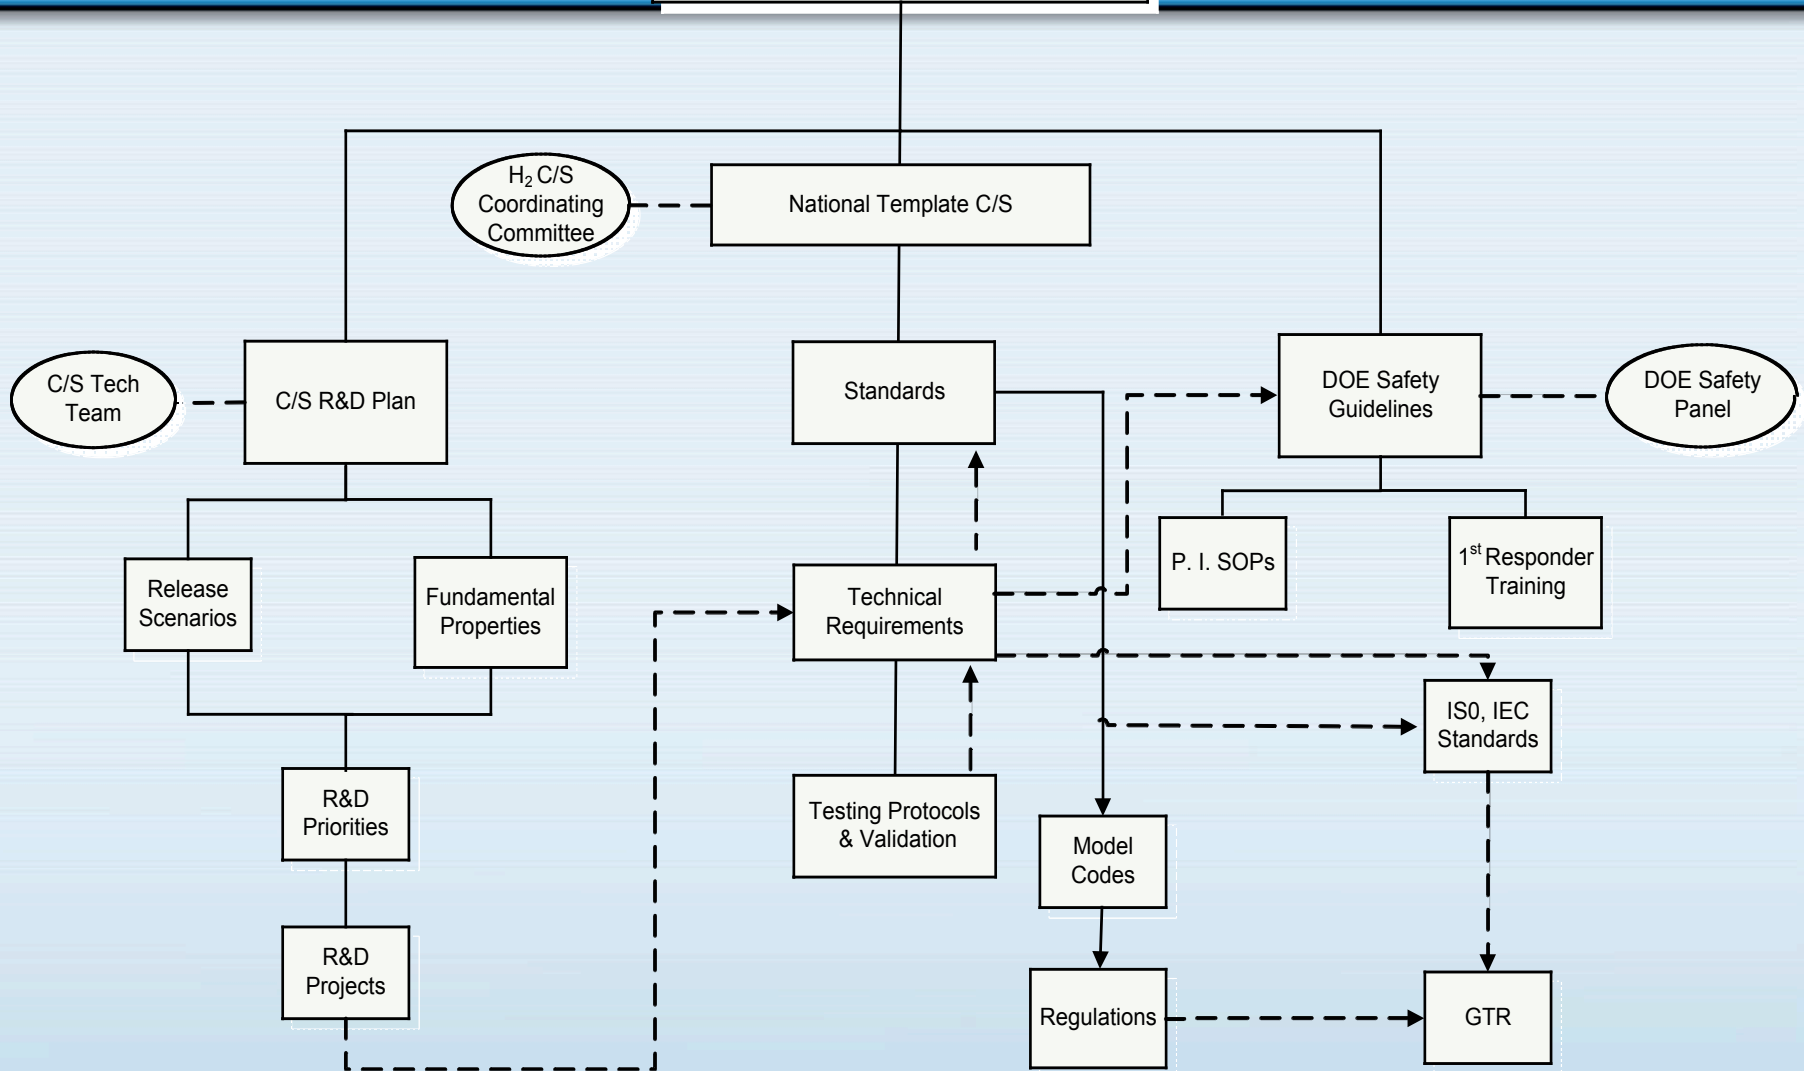 H2 C/S
Coordinating
Committee
National Template C/S
C/S Tech
Team
C/S R&D Plan
Standards
DOE Safety
Guidelines
DOE Safety
Panel
Release
Scenarios
Fundamental
Properties
Technical
Requirements
P. I. SOPs
1st Responder
Training
IS0, IEC
Standards
R&D
Priorities
Testing Protocols
& Validation
Model
Codes
R&D
Projects
Regulations
GTR